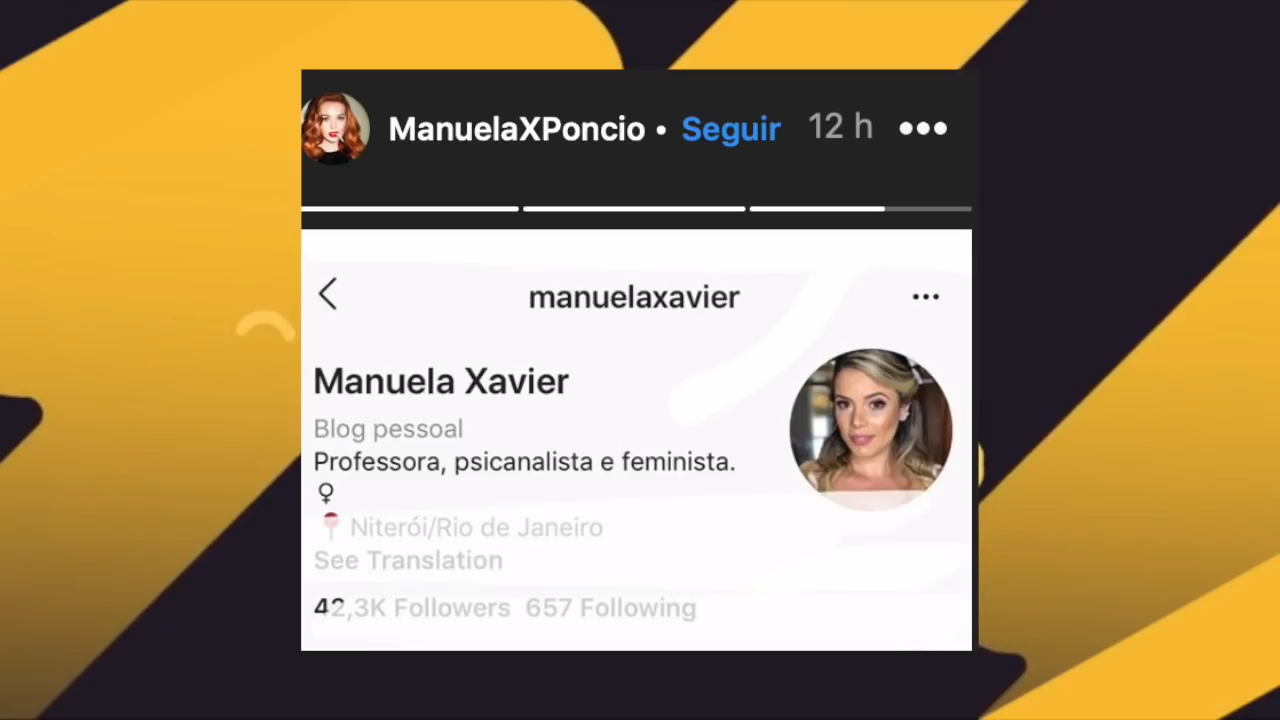 ManuelaXPoncio • Seguir 12 h •••
manuelaxavier ...
Manuela Xavier
Blog pessoal
Professora, psicanalista e feminista.
♀
📍 Niterói/Rio de Janeiro
See Translation
42,3K Followers 657 Following